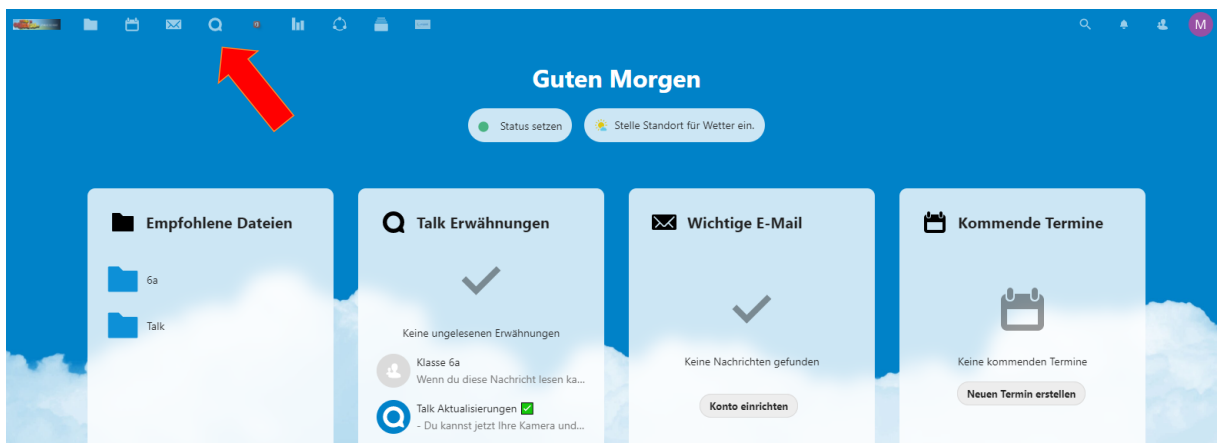 M
Guten Morgen
Status setzen
Stelle Standort für Wetter ein.
Empfohlene Dateien
6a
Talk
Talk Erwähnungen
Keine ungelesenen Erwähnungen
Klasse 6a
Wenn du diese Nachricht lesen ka...
Talk Aktualisierungen ✅
- Du kannst jetzt Ihre Kamera und...
Wichtige E-Mail
Keine Nachrichten gefunden
Konto einrichten
Kommende Termine
Keine kommenden Termine
Neuen Termin erstellen